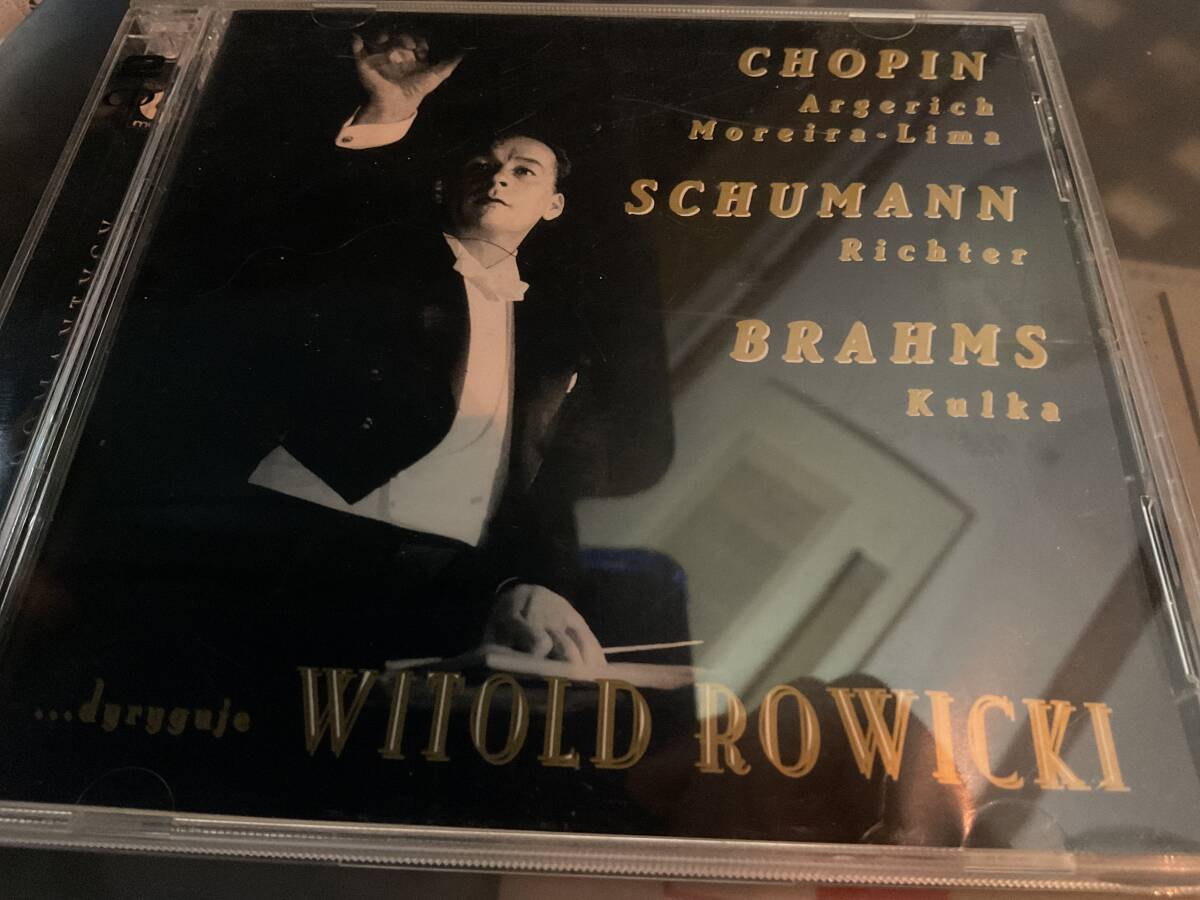 CHOPIN
Argerich
Moreira-Lima
SCHUMANN
Richter
BRAHMS
Kulka
...dyryguje WITOLD ROWICKI